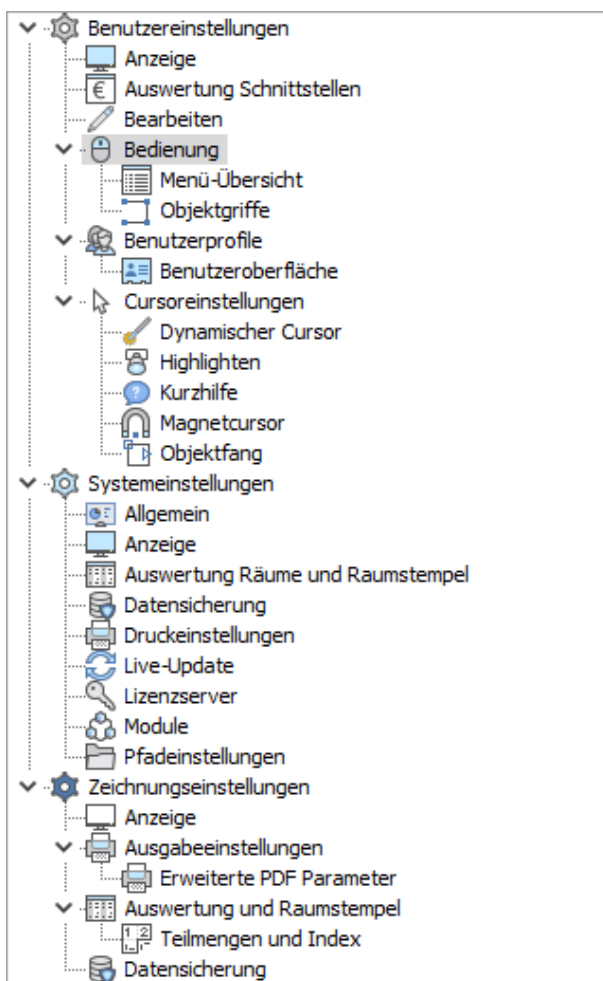 Benutzereinstellungen
Anzeige
Auswertung Schnittstellen
Bearbeiten
Bedienung
Menü-Übersicht
Objektgriffe
Benutzerprofile
Benutzeroberfläche
Cursoreinstellungen
Dynamischer Cursor
Highlighten
Kurzhilfe
Magnetcursor
Objektfang
Systemeinstellungen
Allgemein
Anzeige
Auswertung Räume und Raumstempel
Datensicherung
Druckeinstellungen
Live-Update
Lizenzserver
Module
Pfadeinstellungen
Zeichnungseinstellungen
Anzeige
Ausgabeeinstellungen
Erweiterte PDF Parameter
Auswertung und Raumstempel
Teilmengen und Index
Datensicherung